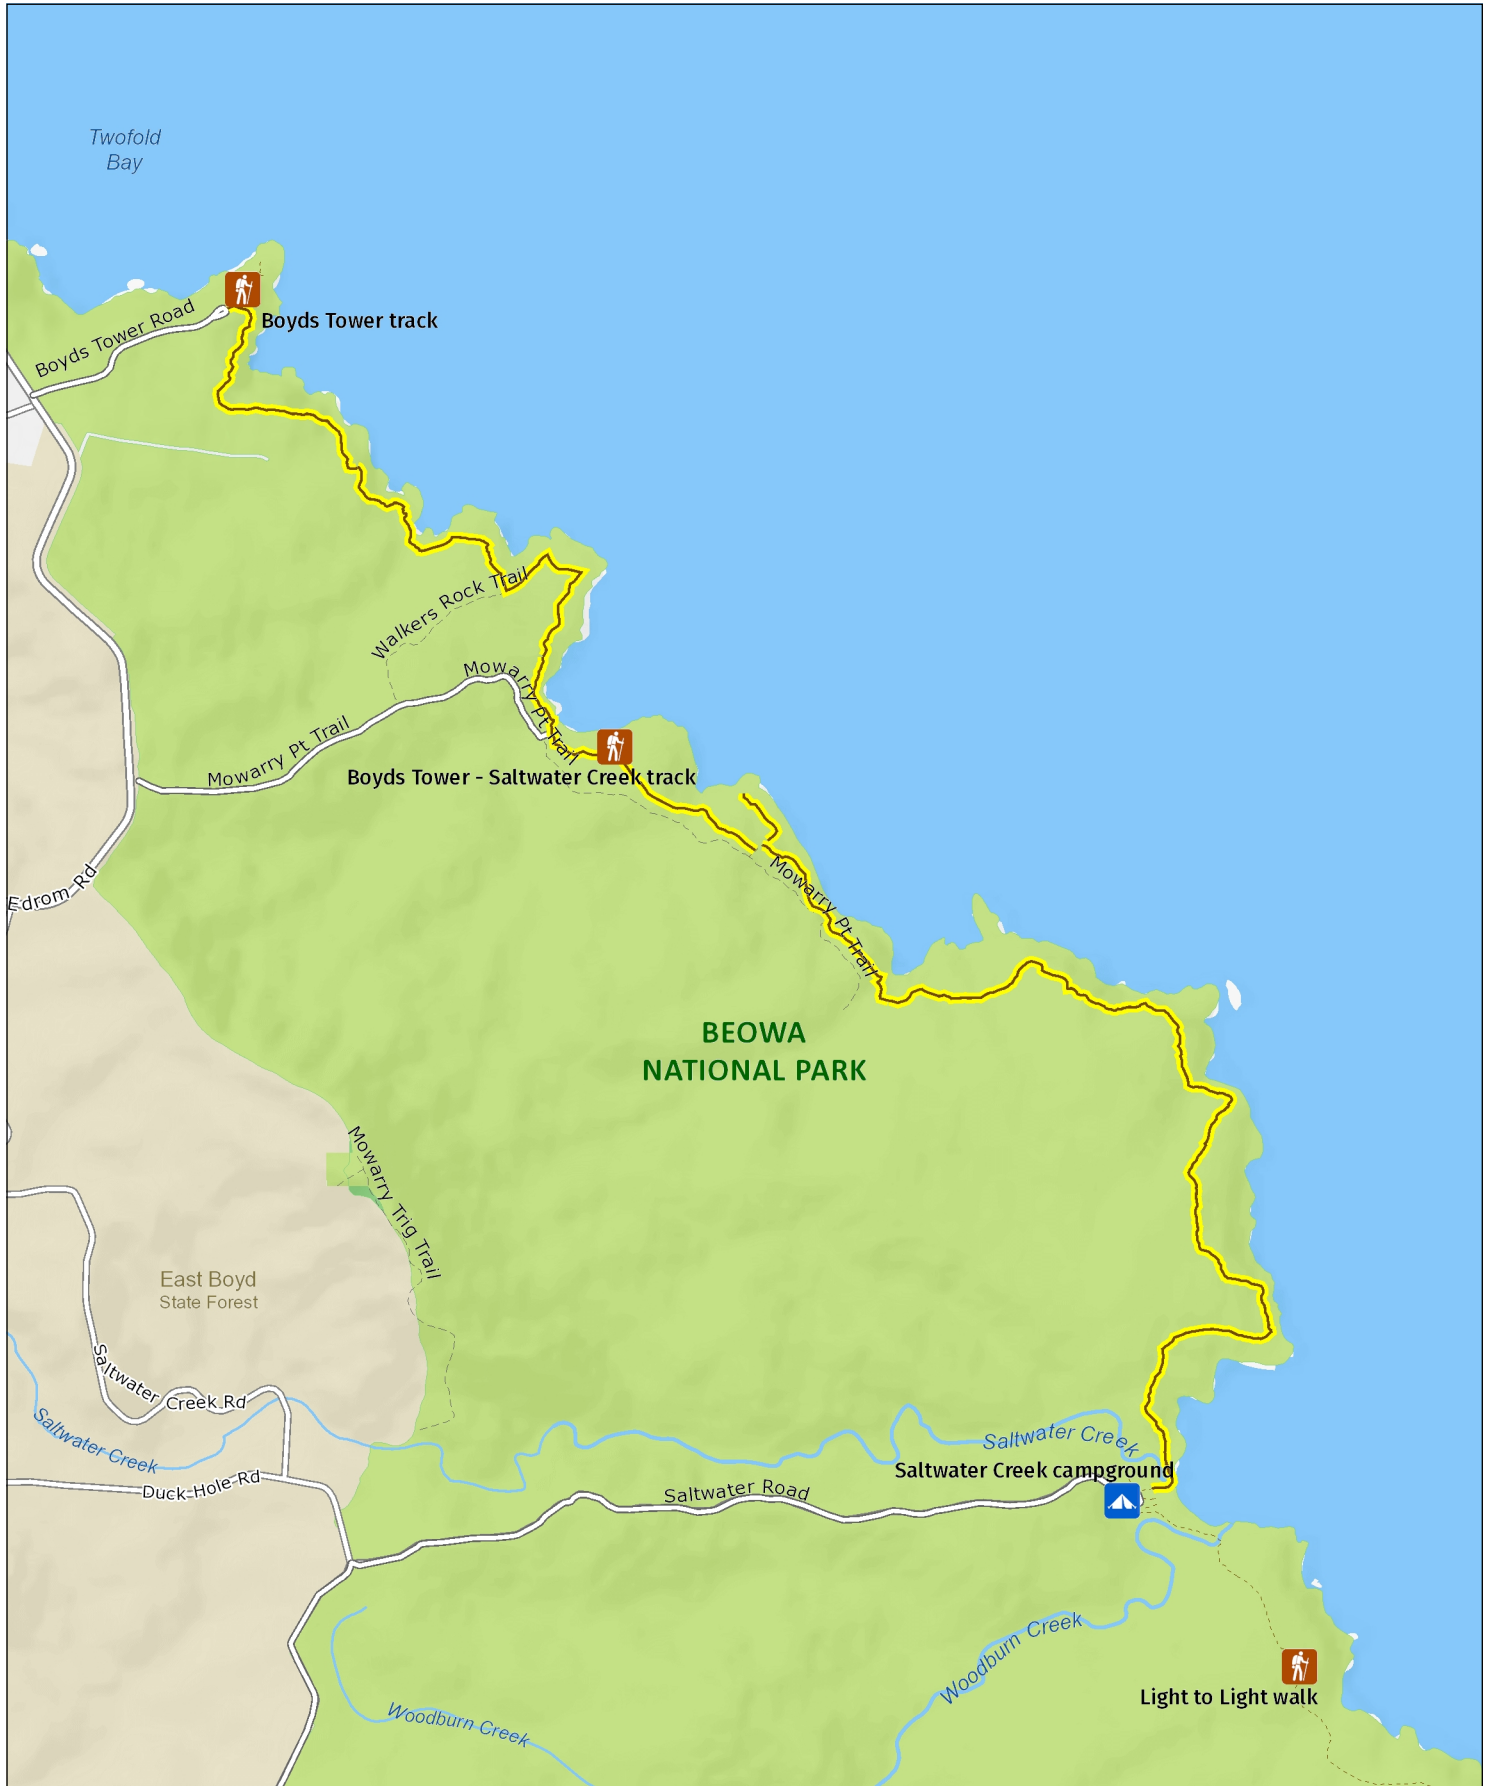 Twofold
Bay
Boyds Tower Road
Boyds Tower track
Walkers Rock Trail
Mowarry Pt Trail
Mowarry Pt Trail
Boyds Tower - Saltwater Creek track
Mowarry Pt Trail
Edrom Rd
BEOWA
NATIONAL PARK
Mowarry Trig Trail
East Boyd
State Forest
Saltwater Creek Rd
Saltwater Creek
Saltwater Creek
Saltwater Creek campground
Duck Hole Rd
Saltwater Road
Woodburn Creek
Light to Light walk
Woodburn Creek